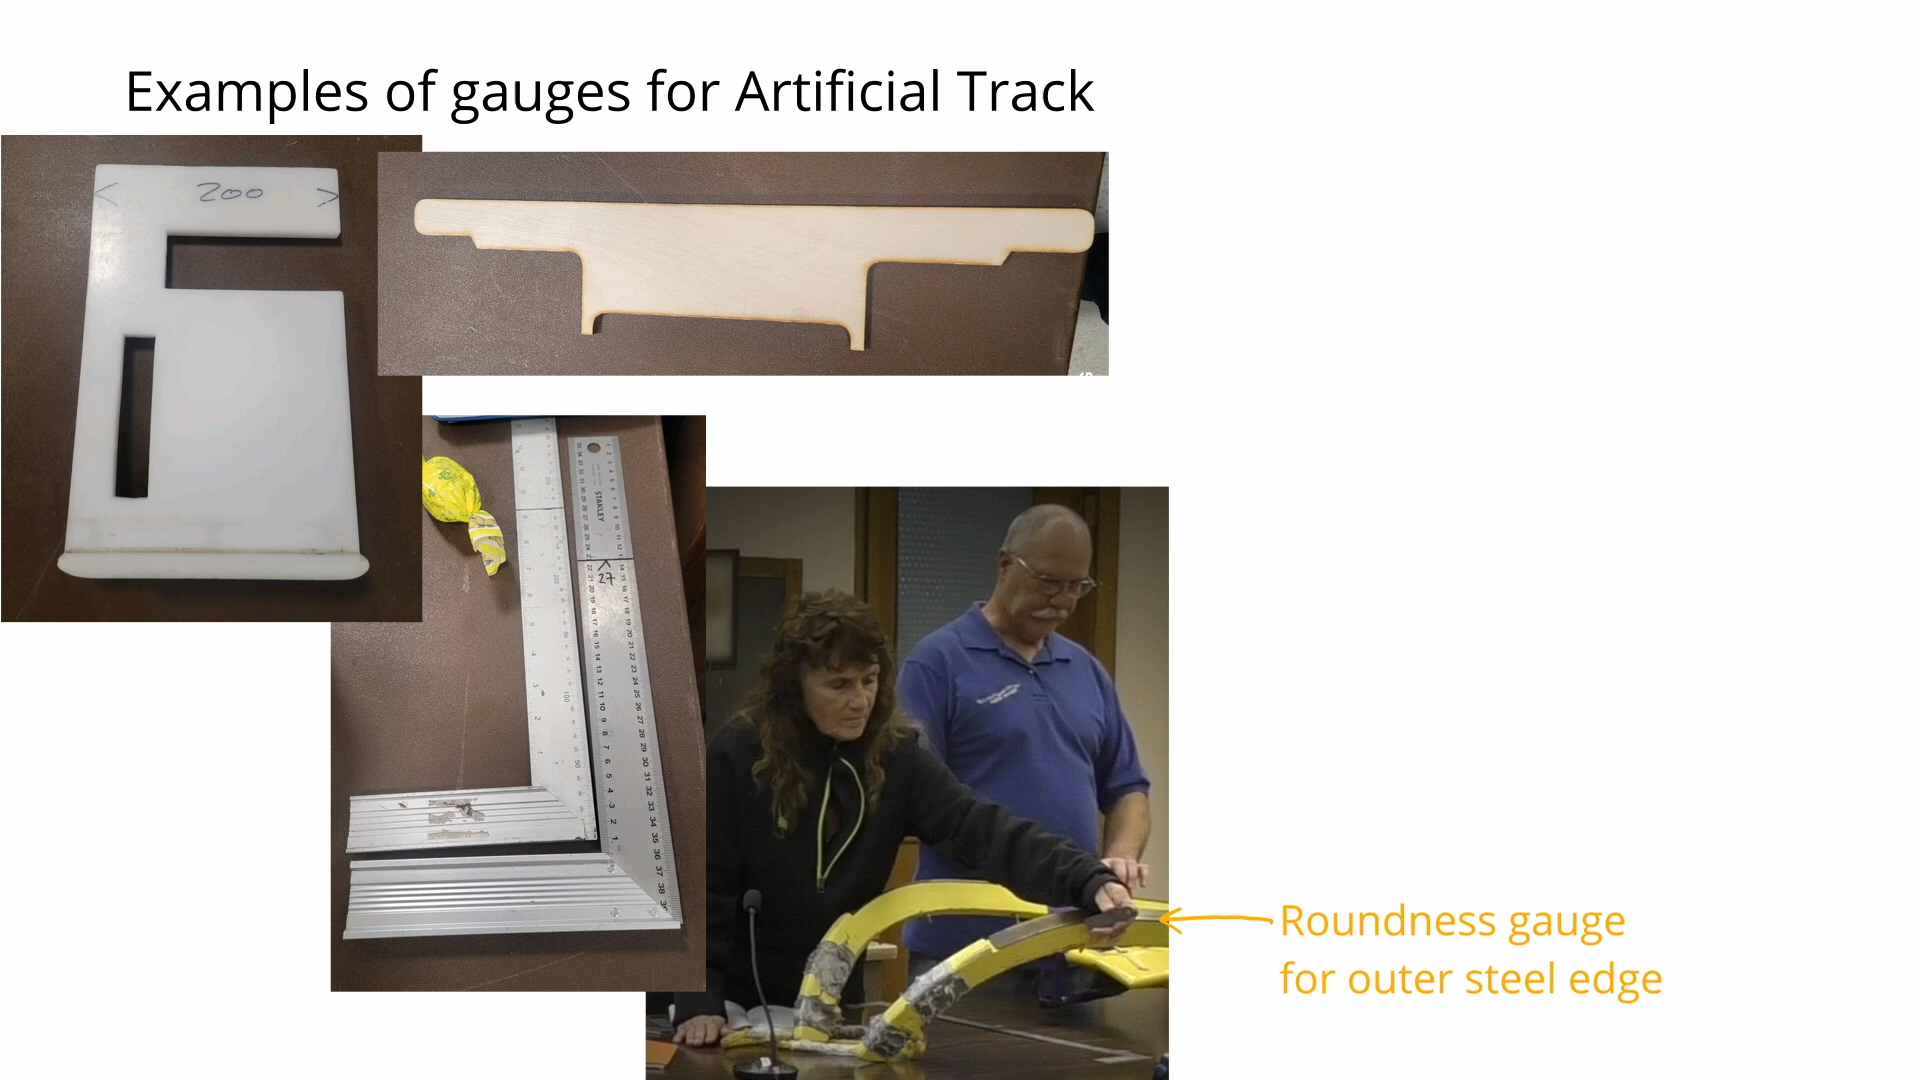 Examples of gauges for Artificial Track
< 200 >
STANLEY
27
Roundness gauge
for outer steel edge